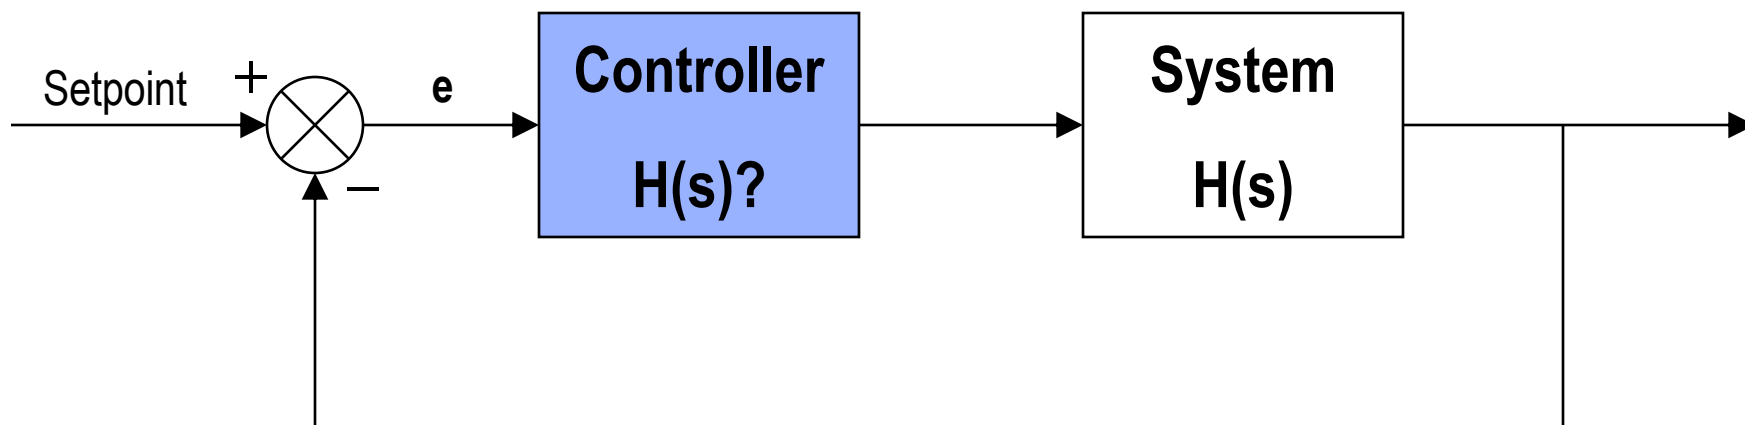 Setpoint
+
e
Controller
H(s)?
System
H(s)
−